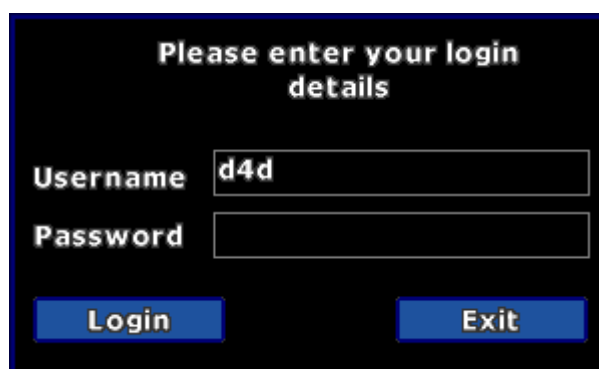 Please enter your login
details
Username d4d
Password
Login Exit